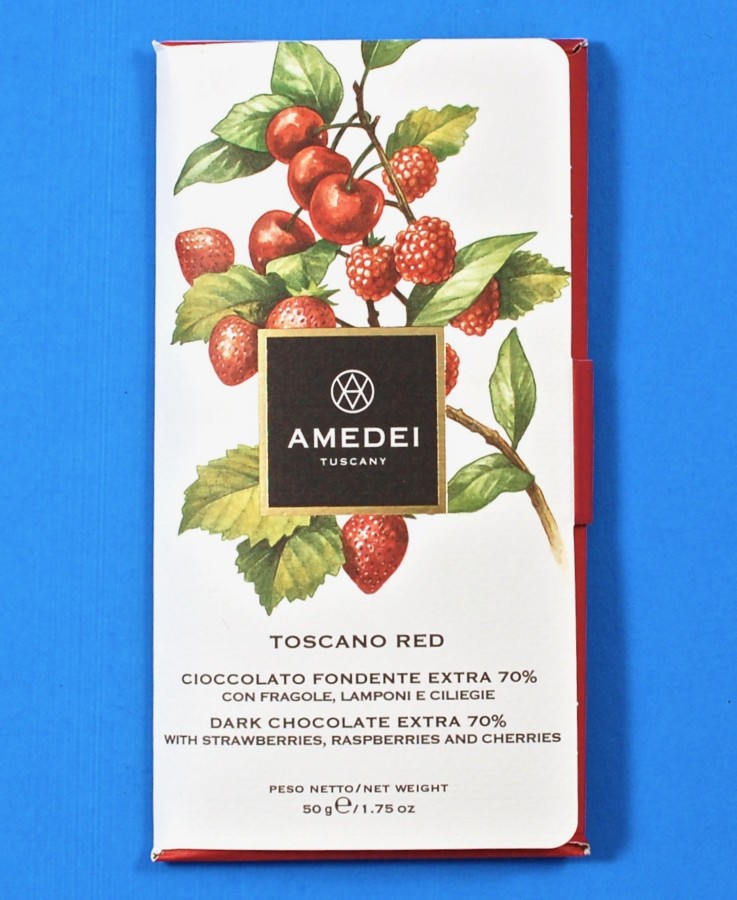 AMEDEI
TUSCANY
TOSCANO RED
CIOCCOLATO FONDENTE EXTRA 70%
CON FRAGOLE, LAMPONI E CILIEGIE
DARK CHOCOLATE EXTRA 70%
WITH STRAWBERRIES, RASPBERRIES AND CHERRIES
PESO NETTO/NET WEIGHT
50 g℮/1.75 oz